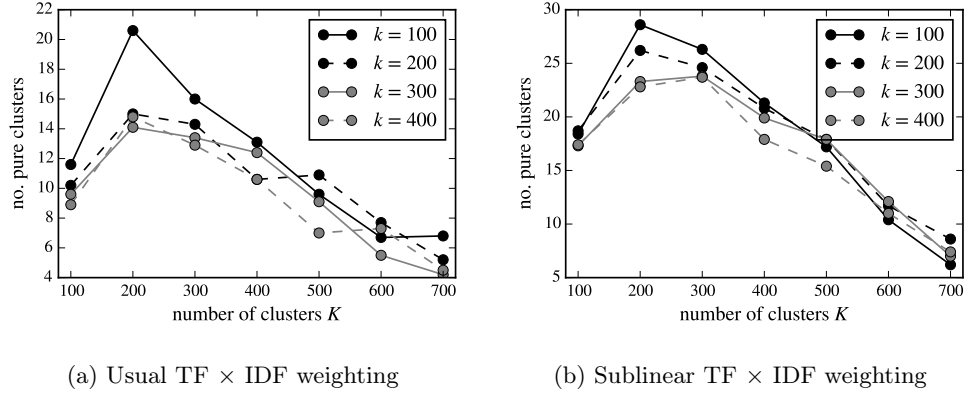 22
20
18
16
14
12
10
8
6
4
no. pure clusters
100 200 300 400 500 600 700
number of clusters K
k = 100
k = 200
k = 300
k = 400
(a) Usual TF × IDF weighting
30
25
20
15
10
5
no. pure clusters
100 200 300 400 500 600 700
number of clusters K
k = 100
k = 200
k = 300
k = 400
(b) Sublinear TF × IDF weighting